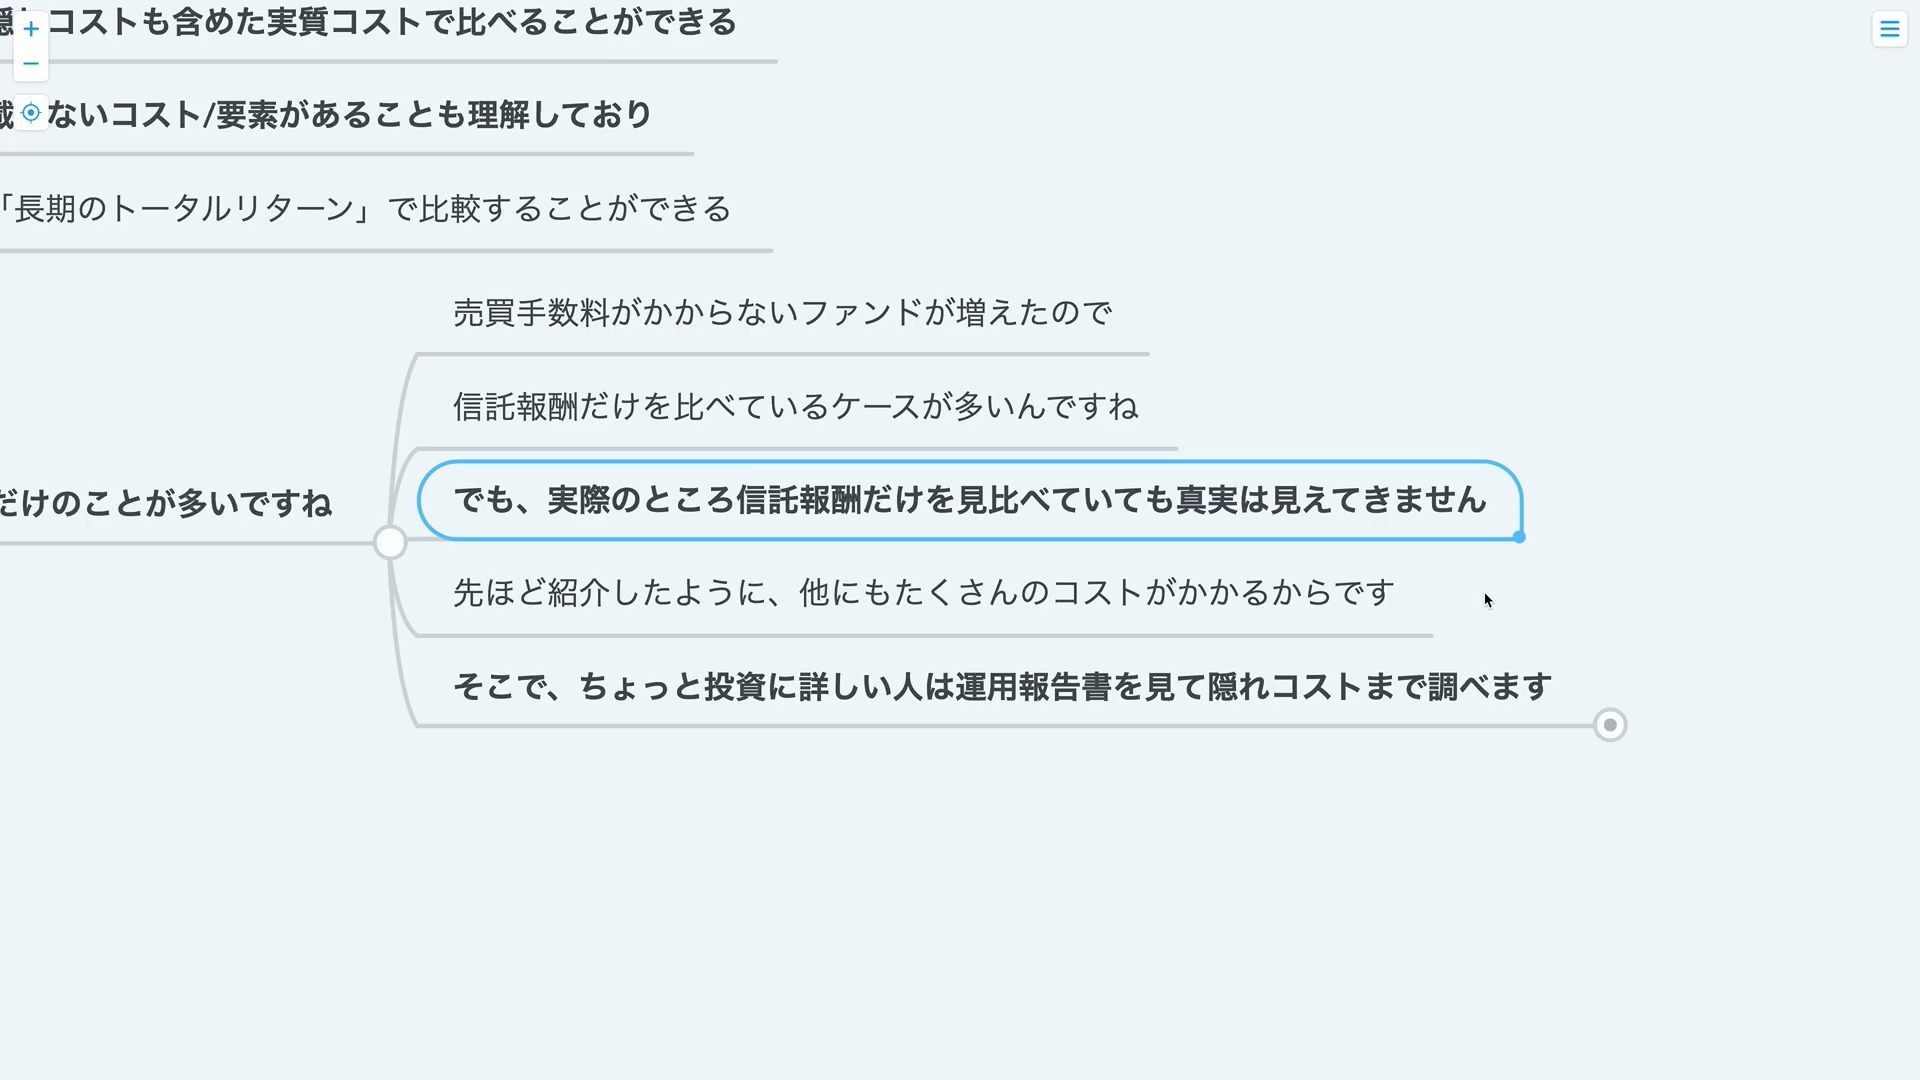 コストも含めた実質コストで比べることができる
ないコスト/要素があることも理解しており
「長期のトータルリターン」で比較することができる
売買手数料がかからないファンドが増えたので
信託報酬だけを比べているケースが多いんですね
だけのことが多いですね
でも、実際のところ信託報酬だけを見比べていても真実は見えてきません
先ほど紹介したように、他にもたくさんのコストがかかるからです
そこで、ちょっと投資に詳しい人は運用報告書を見て隠れコストまで調べます